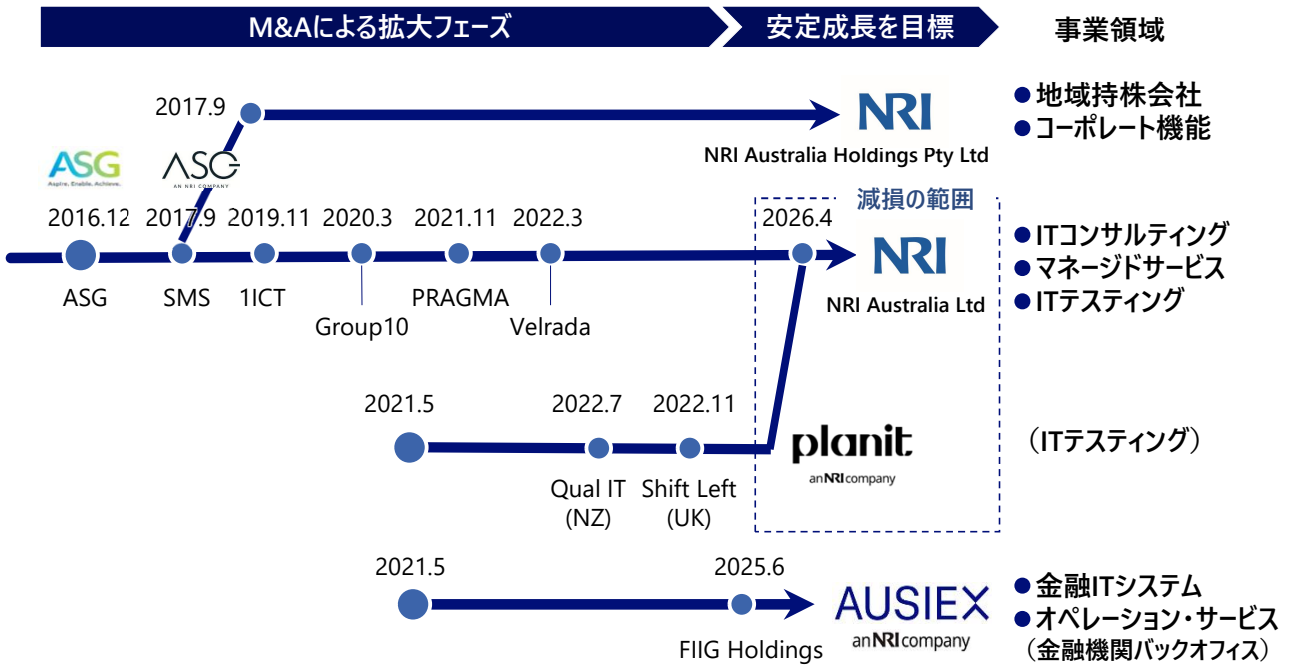 M&Aによる拡大フェーズ
安定成長を目標
事業領域
2017.9
NRI
NRI Australia Holdings Pty Ltd
●地域持株会社
●コーポレート機能
ASG
Aspire, Enable, Achieve.
ASG
AN NRI COMPANY
2016.12
2017.9
2019.11
2020.3
2021.11
2022.3
減損の範囲
2026.4
NRI
NRI Australia Ltd
ASG
SMS
1ICT
Group10
PRAGMA
Velrada
●ITコンサルティング
●マネージドサービス
●ITテスティング
2021.5
2022.7
2022.11
Qual IT
(NZ)
Shift Left
(UK)
planit
an NRI company
（ITテスティング）
2021.5
2025.6
FIIG Holdings
AUSIEX
an NRI company
●金融ITシステム
●オペレーション・サービス
（金融機関バックオフィス）